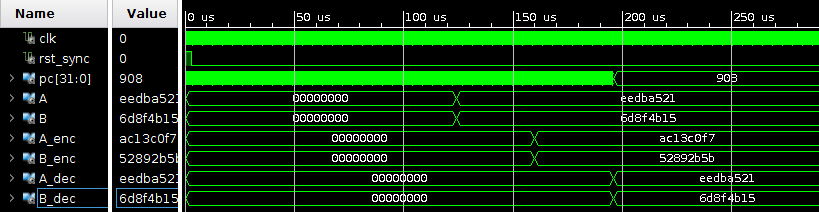 Name Value 0 us 50 us 100 us 150 us 200 us 250 us
clk 0
rst_sync 0
pc[31:0] 908 908
A eedba521 00000000 eedba521
B 6d8f4b15 00000000 6d8f4b15
A_enc ac13c0f7 00000000 ac13c0f7
B_enc 52892b5b 00000000 52892b5b
A_dec eedba521 00000000 eedba521
B_dec 6d8f4b15 00000000 6d8f4b15